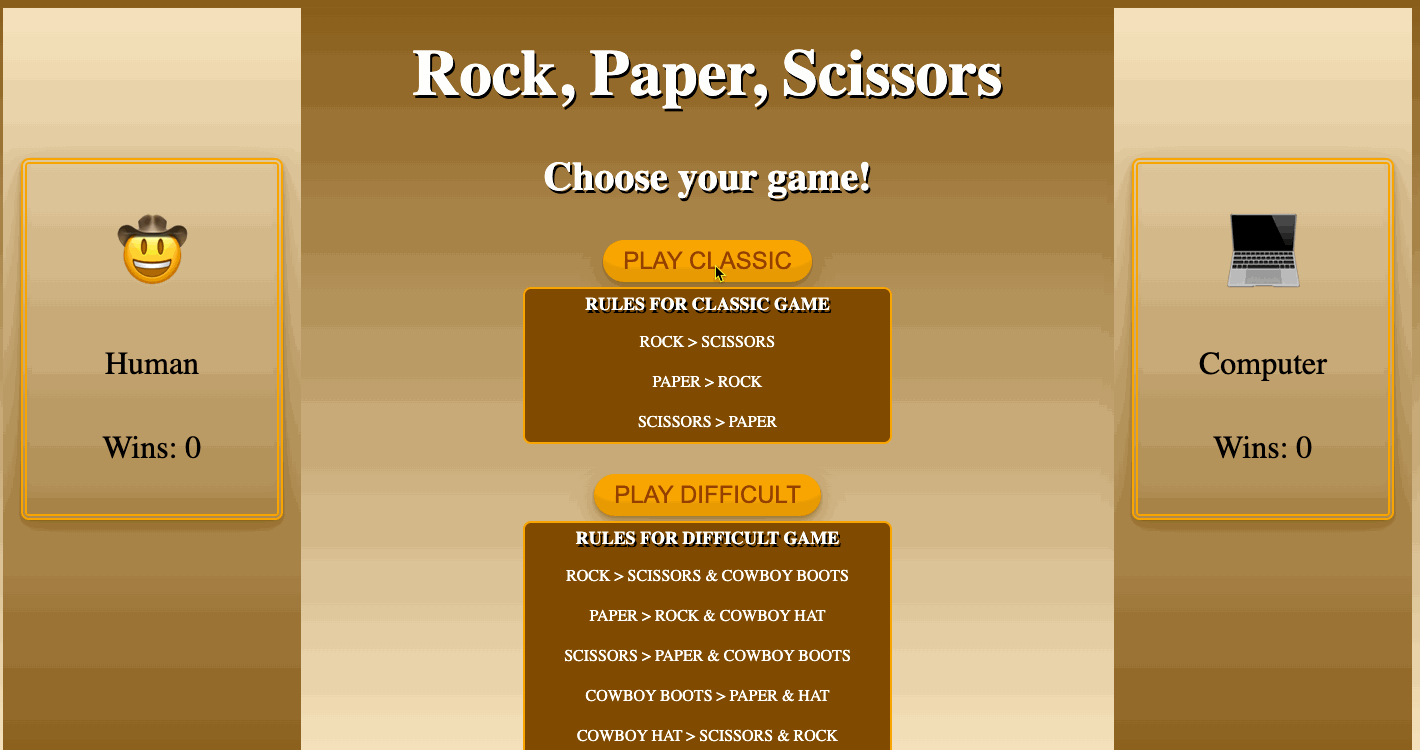 Rock, Paper, Scissors
Choose your game!
Human
Wins: 0
PLAY CLASSIC
RULES FOR CLASSIC GAME
ROCK > SCISSORS
PAPER > ROCK
SCISSORS > PAPER
PLAY DIFFICULT
RULES FOR DIFFICULT GAME
ROCK > SCISSORS & COWBOY BOOTS
PAPER > ROCK & COWBOY HAT
SCISSORS > PAPER & COWBOY BOOTS
COWBOY BOOTS > PAPER & HAT
COWBOY HAT > SCISSORS & ROCK
Computer
Wins: 0